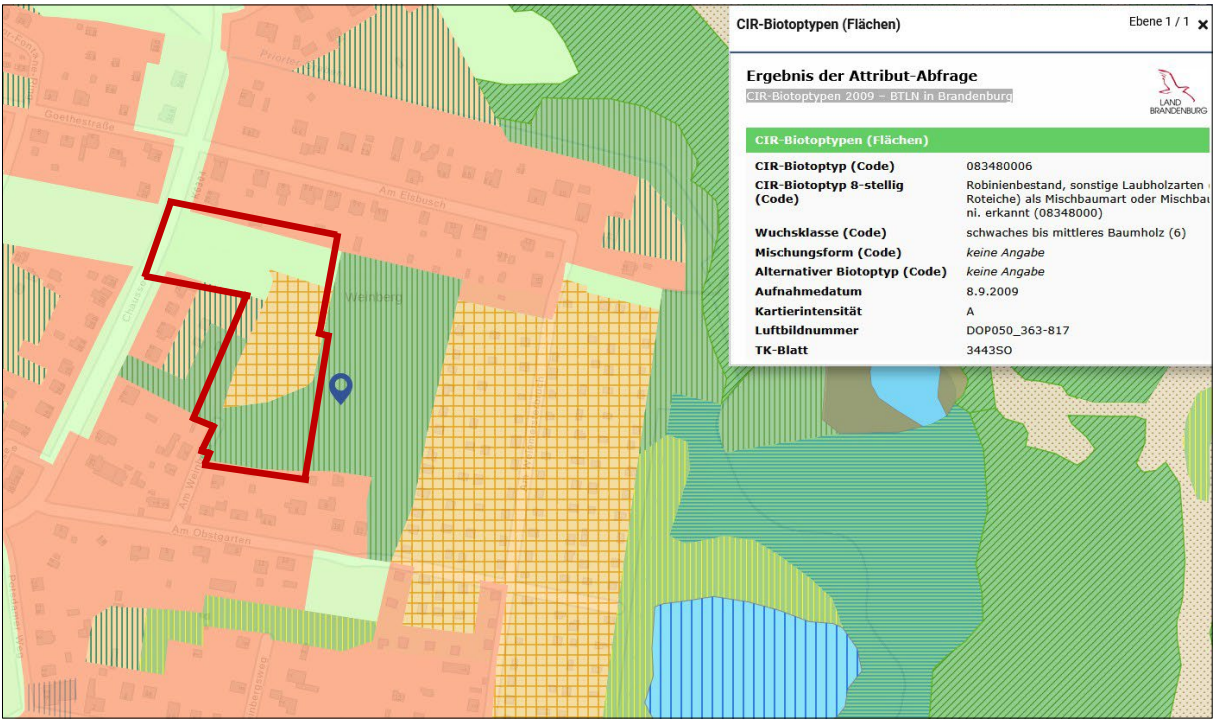 CIR-Biotoptypen (Flächen)
Ebene 1 / 1
Ergebnis der Attribut-Abfrage
CIR-Biotoptypen 2009 – BTLN in Brandenburg
LAND
BRANDENBURG
CIR-Biotoptypen (Flächen)
CIR-Biotoptyp (Code) 083480006
CIR-Biotoptyp 8-stellig Robinienbestand, sonstige Laubholzarten
(Code) Roteiche) als Mischbaumart oder Mischbau
ni. erkannt (08348000)
Wuchsklasse (Code) schwaches bis mittleres Baumholz (6)
Mischungsform (Code) keine Angabe
Alternativer Biotoptyp (Code) keine Angabe
Aufnahmedatum 8.9.2009
Kartierintensität A
Luftbildnummer DOP050_363-817
TK-Blatt 3443SO
Goethestraße
Am Elsbusch
Weinberg
Chaussee
Am Obstgarten